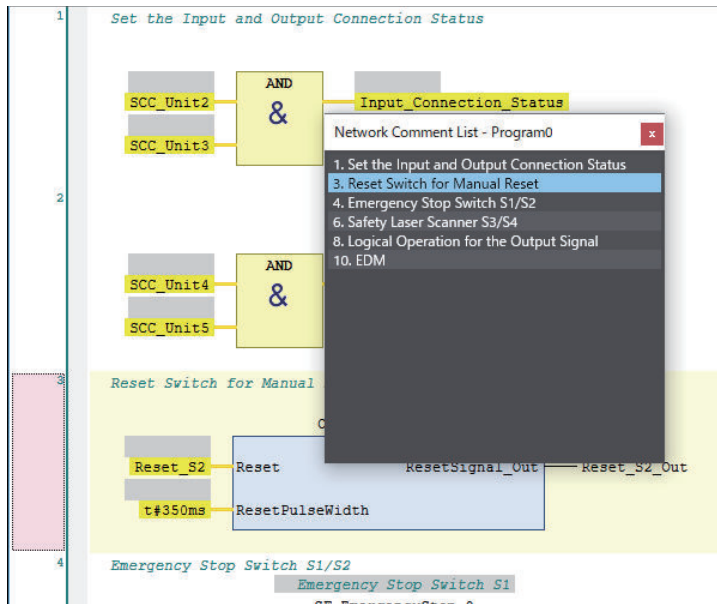 1
Set the Input and Output Connection Status
AND
&
SCC_Unit2
SCC_Unit3
Input_Connection_Status
Network Comment List - Program0
x
1. Set the Input and Output Connection Status
3. Reset Switch for Manual Reset
4. Emergency Stop Switch S1/S2
6. Safety Laser Scanner S3/S4
8. Logical Operation for the Output Signal
10. EDM
2
AND
&
SCC_Unit4
SCC_Unit5
3
Reset Switch for Manual
Reset_S2
Reset
ResetSignal_Out
Reset_S2_Out
t#350ms
ResetPulseWidth
4
Emergency Stop Switch S1/S2
Emergency Stop Switch S1
SF_EmergencyStop_0